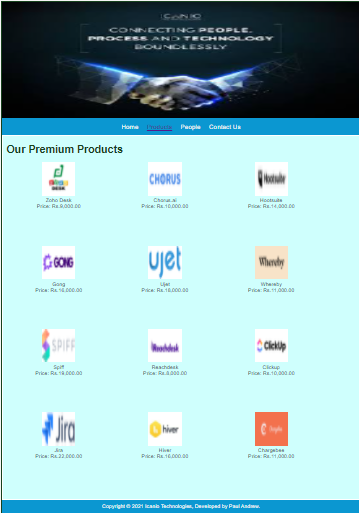 ICANIO
CONNECTING PEOPLE,
PROCESS AND TECHNOLOGY
BOUNDLESSLY
Home Products People Contact Us
Our Premium Products
DESK
CHORUS
Hootsuite
Zoho Desk Chorus.ai Hootsuite
Price: Rs.9,000.00 Price: Rs.10,000.00 Price: Rs.14,000.00
GONG
ujet
Whereby
Gong Ujet Whereby
Price: Rs.16,000.00 Price: Rs.18,000.00 Price: Rs.11,000.00
SPIFF
Reachdesk
ClickUp
Spiff Reachdesk Clickup
Price: Rs.19,000.00 Price: Rs.8,000.00 Price: Rs.10,000.00
Jira
hiver
Jira Hiver Chargebee
Price: Rs.22,000.00 Price: Rs.16,000.00 Price: Rs.11,000.00
Copyright © 2021 Icanio Technologies, Developed by Paul Andrew.